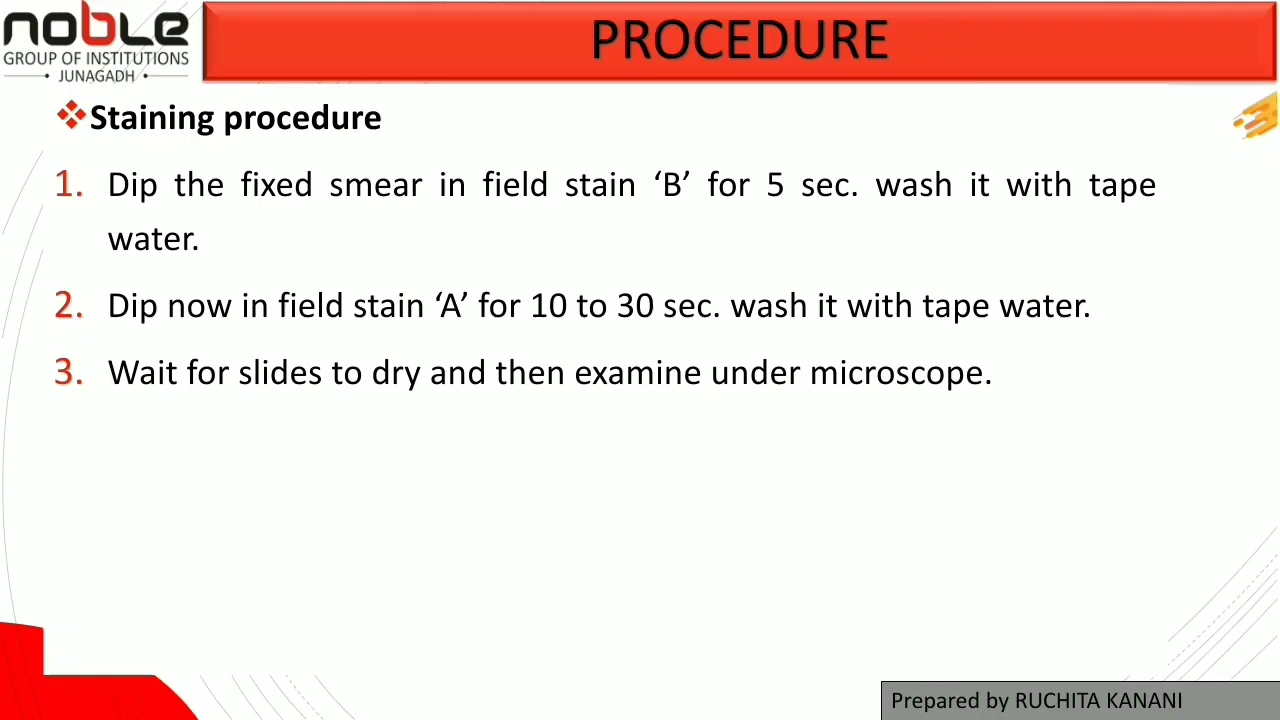 noble
GROUP OF INSTITUTIONS
• JUNAGADH •
PROCEDURE
❖Staining procedure
1. Dip the fixed smear in field stain ‘B’ for 5 sec. wash it with tape
water.
2. Dip now in field stain ‘A’ for 10 to 30 sec. wash it with tape water.
3. Wait for slides to dry and then examine under microscope.
Prepared by RUCHITA KANANI